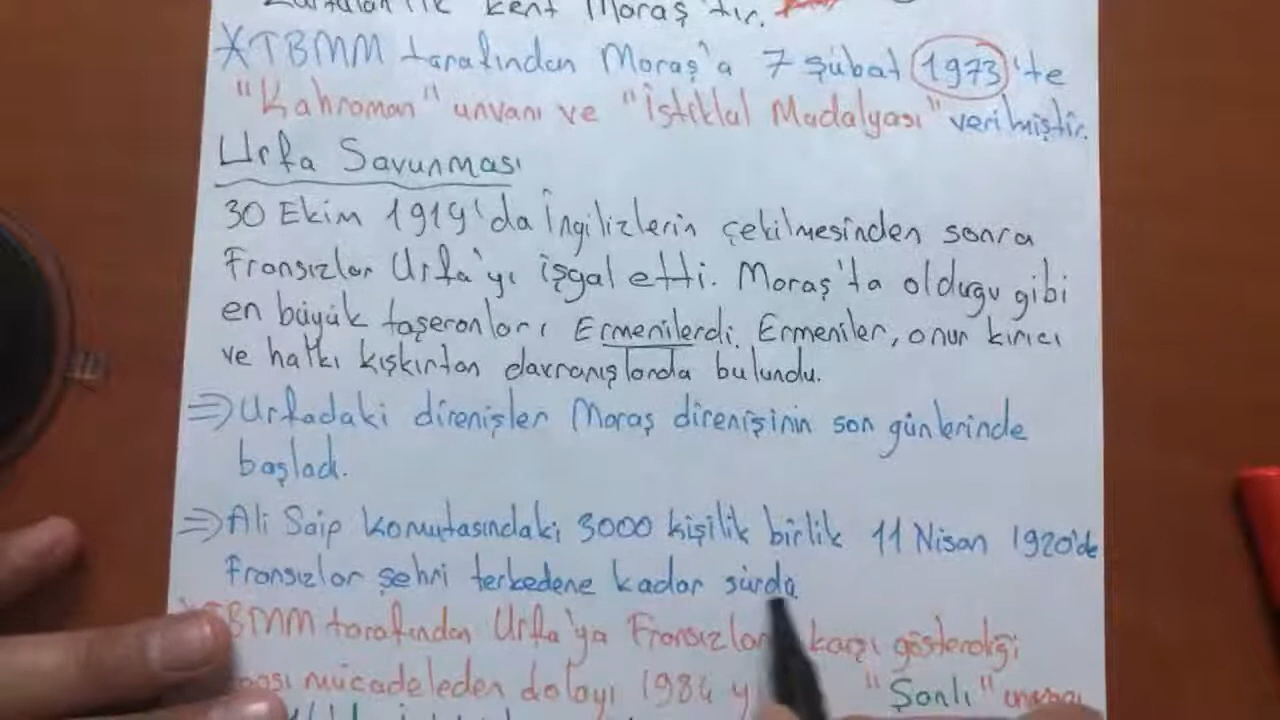 ilk kent Maraş'tır.
*TBMM tarafından Maraş'a 7 Şubat 1973'te
"Kahraman" unvanı ve "İstiklal Madalyası" verilmiştir.
Urfa Savunması
30 Ekim 1919'da İngilizlerin çekilmesinden sonra
Fransızlar Urfa'yı işgal etti. Maraş'ta olduğu gibi
en büyük taşeronları Ermenilerdi. Ermeniler, onur kırıcı
ve halkı kışkırtan davranışlarda bulundu.
⇒ Urfadaki direnişler Maraş direnişinin son günlerinde
başladı.
⇒ Ali Saip komutasındaki 3000 kişilik birlik 11 Nisan 1920'de
Fransızlar şehri terkedene kadar sürdü
TBMM tarafından Urfa'ya Fransızlar karşı gösterdiği
mücadeleden dolayı 1984 "Şanlı" unvanı